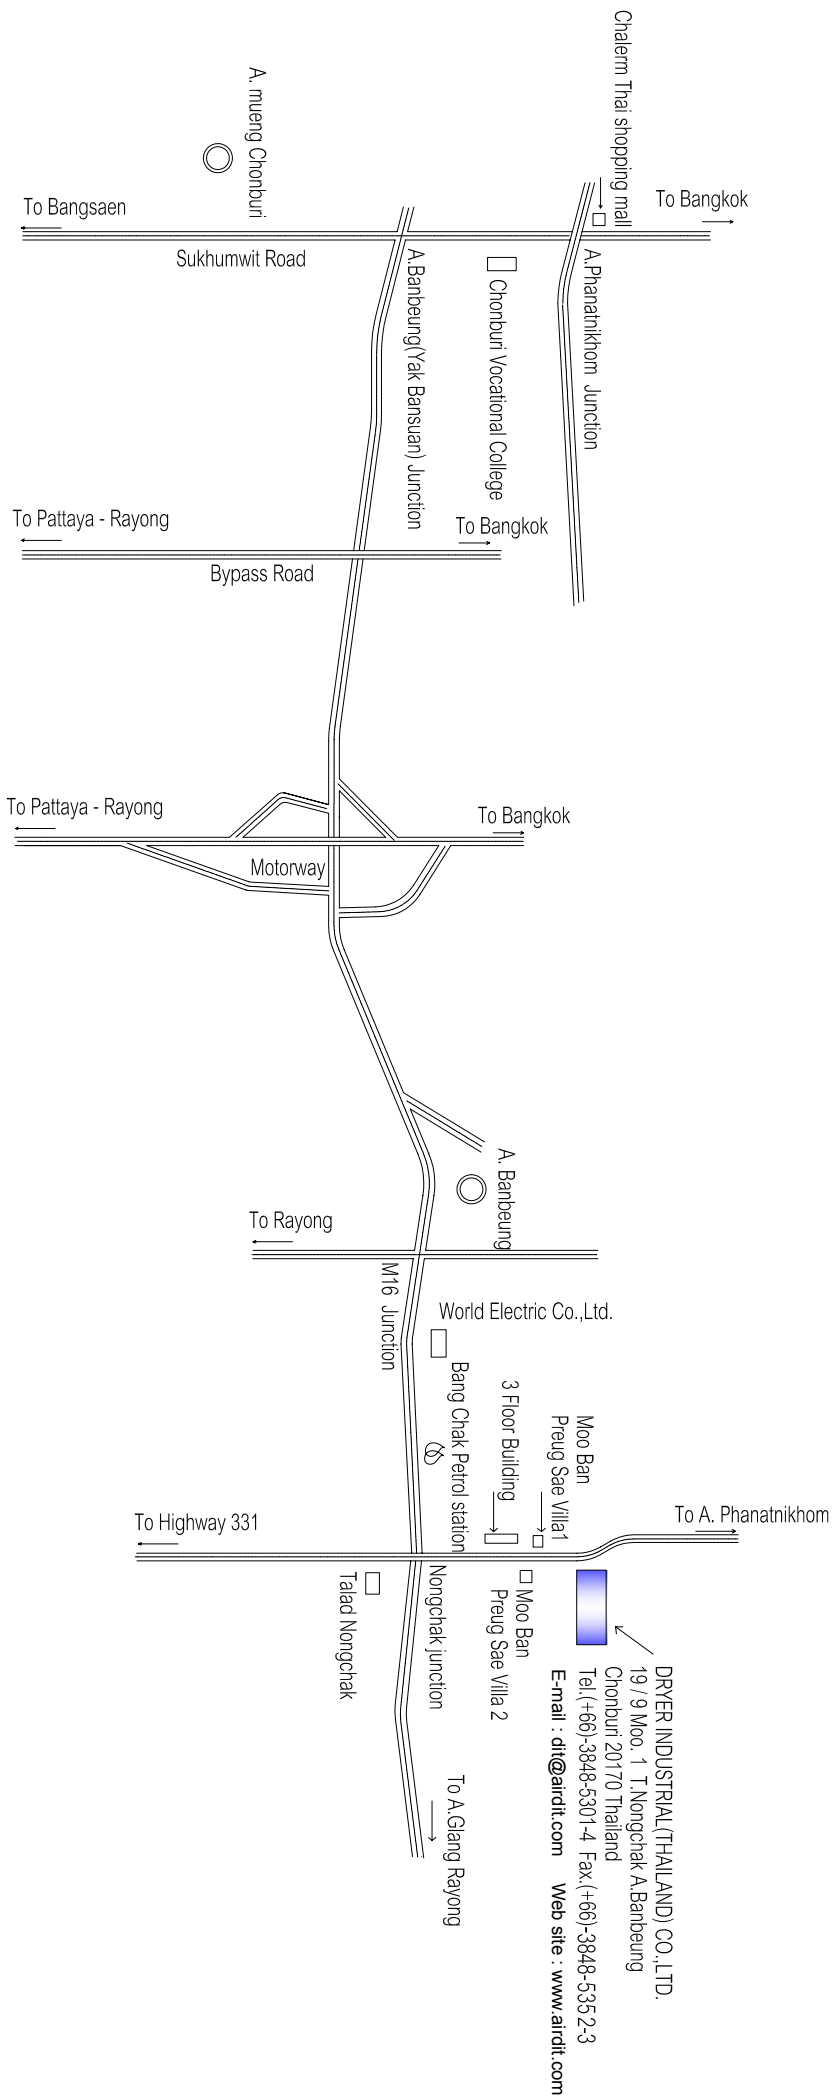 Chalerm Thai shopping mall
A. mueng Chonburi
To Bangsaen
To Bangkok
Sukhumwit Road
A.Banbeung(Yak Bansuan) Junction
Chonburi Vocational College
A.Phanatnikhom Junction
To Pattaya - Rayong
To Bangkok
Bypass Road
To Pattaya - Rayong
To Bangkok
Motorway
A. Banbeung
To Rayong
M16 Junction
World Electric Co.,Ltd.
Bang Chak Petrol station
3 Floor Building
Moo Ban
Preug Sae Villa1
To A. Phanatnikhom
To Highway 331
Talad Nongchak
Nongchak junction
Moo Ban
Preug Sae Villa 2
DRYER INDUSTRIAL(THAILAND) CO.,LTD.
19 / 9 Moo. 1 T.Nongchak A.Banbeung
Chonburi 20170 Thailand
Tel.(+66)-3848-5301-4 Fax.(+66)-3848-5352-3
E-mail : dit@airdit.com Web site : www.airdit.com
To A.Glang Rayong